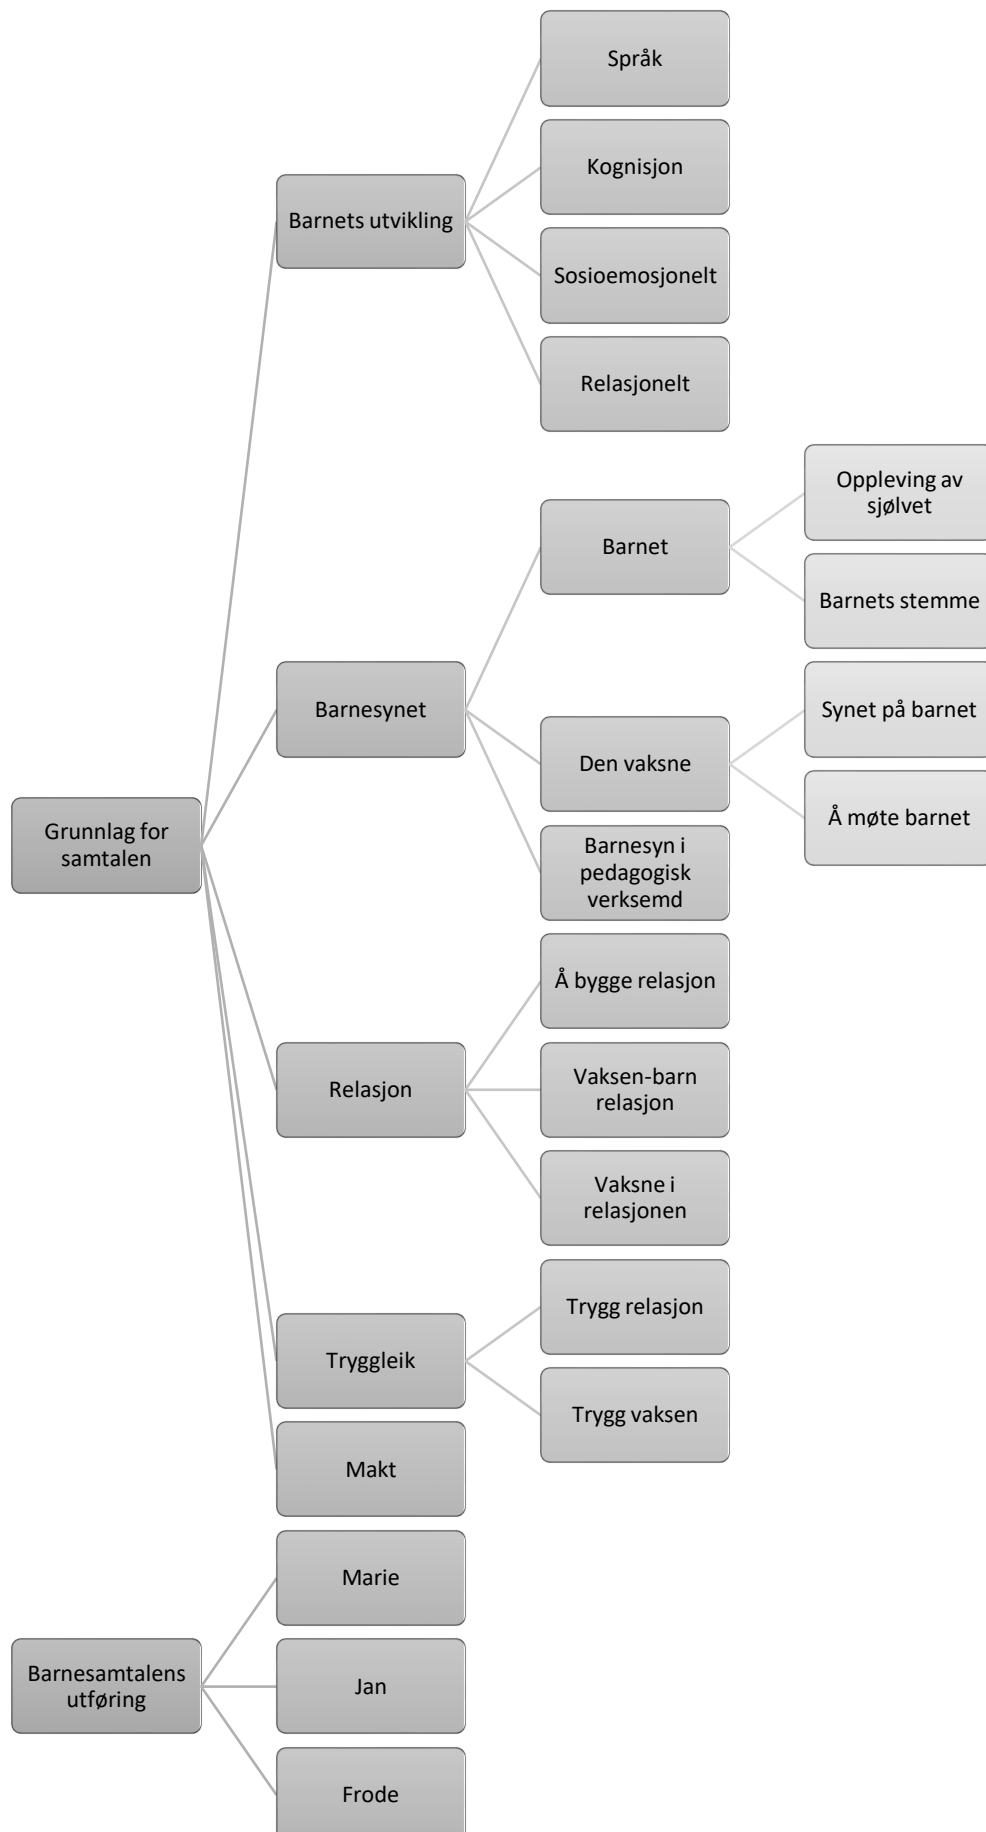 Språk
Kognisjon
Barnets utvikling
Sosioemosjonelt
Relasjonelt
Oppleving av
sjølvet
Barnet
Barnets stemme
Barnesynet
Synet på barnet
Den vaksne
Å møte barnet
Grunnlag for
samtalen
Barnesyn i
pedagogisk
verksemd
Å bygge relasjon
Relasjon
Vaksen-barn
relasjon
Vaksne i
relasjonen
Trygg relasjon
Tryggleik
Trygg vaksen
Makt
Marie
Barnesamtalens
utføring
Jan
Frode